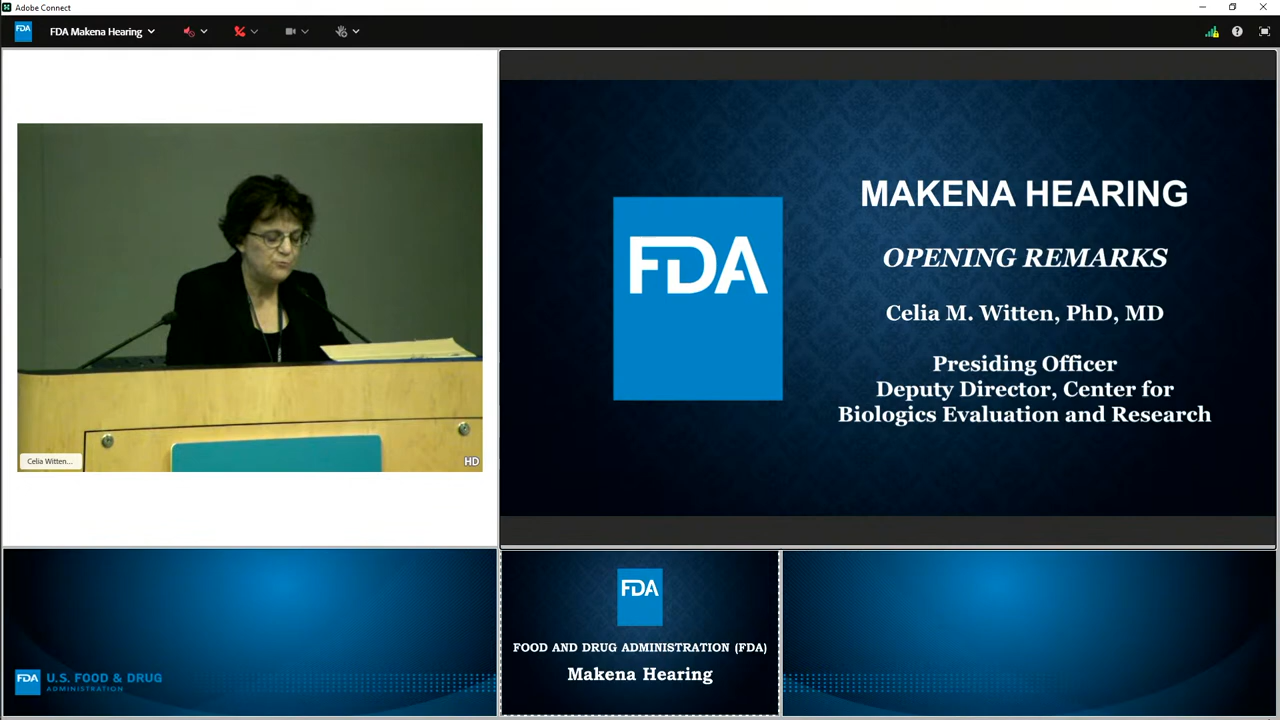 Adobe Connect
FDA
FDA Makena Hearing
Celia Witten...
HD
FDA
MAKENA HEARING
OPENING REMARKS
Celia M. Witten, PhD, MD
Presiding Officer
Deputy Director, Center for
Biologics Evaluation and Research
FDA
U.S. FOOD & DRUG
ADMINISTRATION
FDA
FOOD AND DRUG ADMINISTRATION (FDA)
Makena Hearing